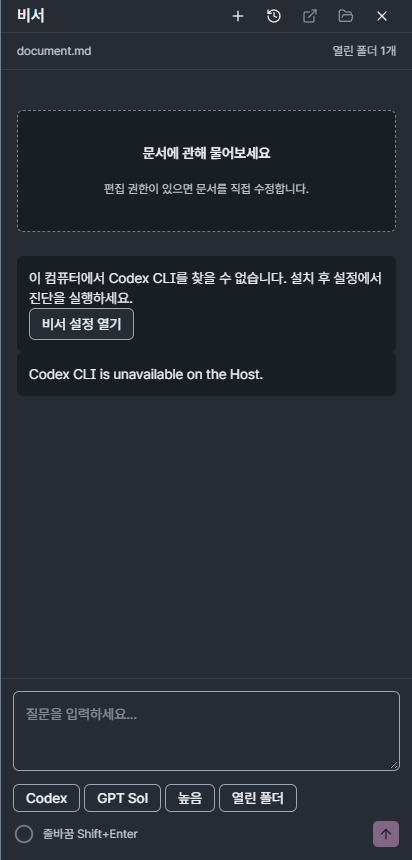 비서
document.md
열린 폴더 1개
문서에 관해 물어보세요
편집 권한이 있으면 문서를 직접 수정합니다.
이 컴퓨터에서 Codex CLI를 찾을 수 없습니다. 설치 후 설정에서
진단을 실행하세요.
비서 설정 열기
Codex CLI is unavailable on the Host.
질문을 입력하세요...
Codex
GPT Sol
높음
열린 폴더
줄바꿈 Shift+Enter